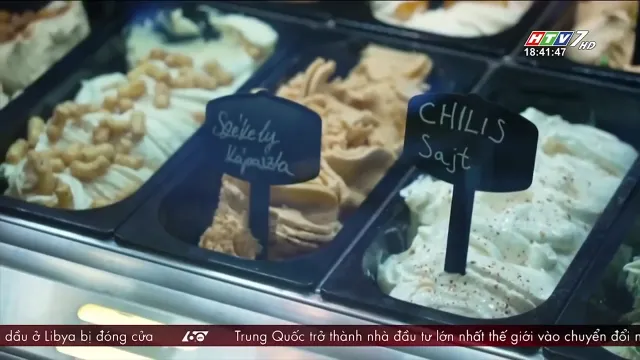 HTV7 HD
18:41:47
Székely
káposzta
CHILIS
Sajt
dầu ở Libya bị đóng cửa
60
Trung Quốc trở thành nhà đầu tư lớn nhất thế giới vào chuyển đổi